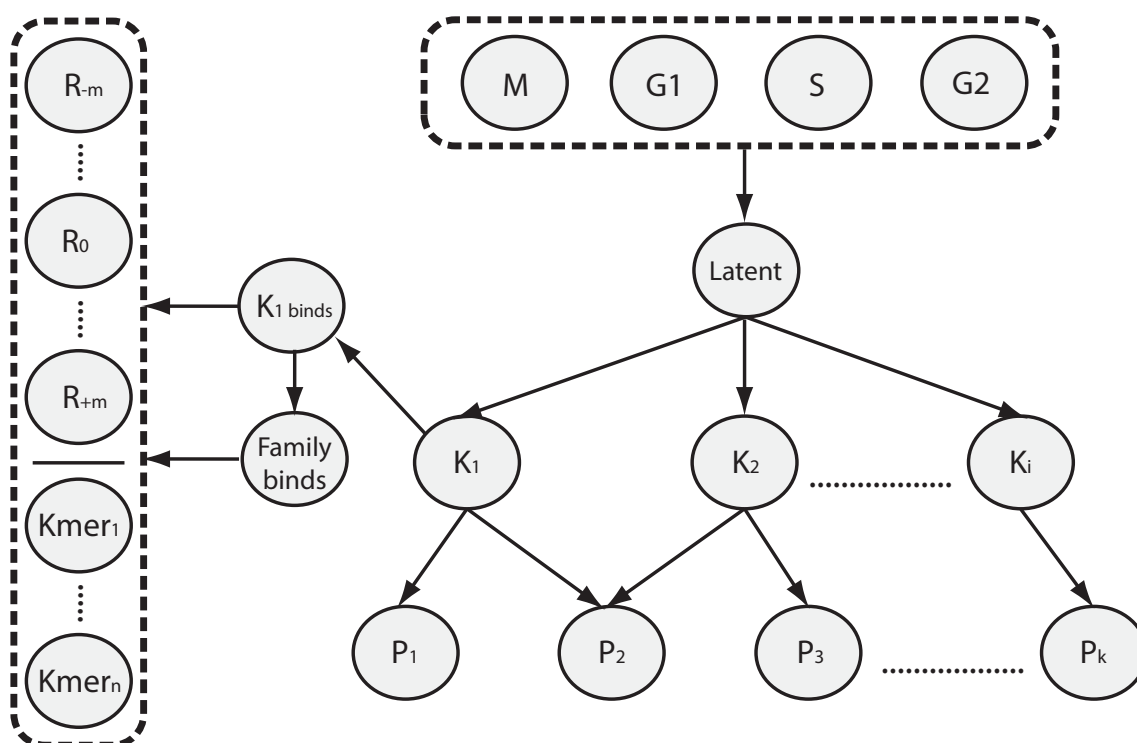 R-m
R0
R+m
Kmer1
Kmern
M
G1
S
G2
Latent
K1 binds
Family
binds
K1
K2
Ki
P1
P2
P3
Pk